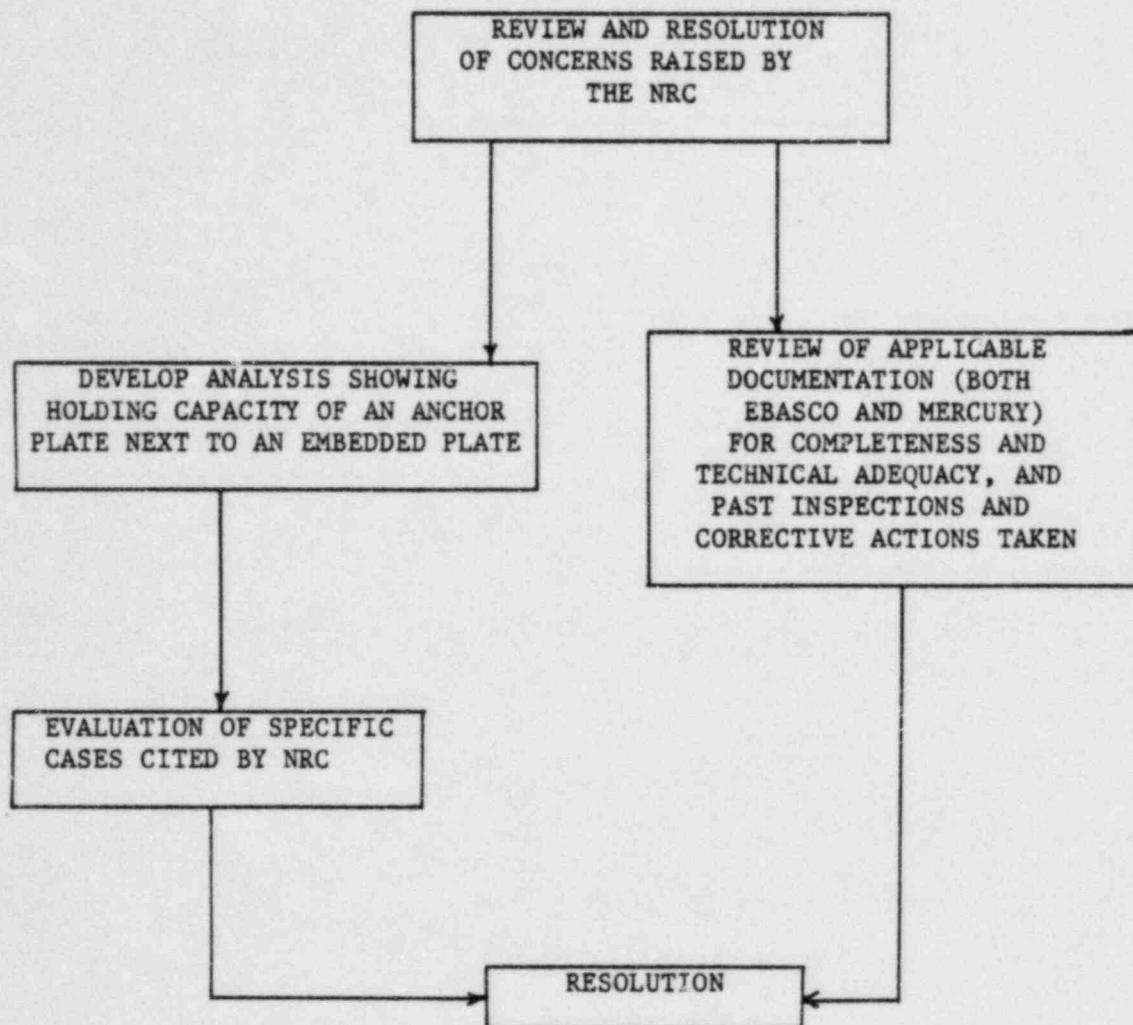 REVIEW AND RESOLUTION
OF CONCERNS RAISED BY
THE NRC
DEVELOP ANALYSIS SHOWING
HOLDING CAPACITY OF AN ANCHOR
PLATE NEXT TO AN EMBEDDED PLATE
REVIEW OF APPLICABLE
DOCUMENTATION (BOTH
EBASCO AND MERCURY)
FOR COMPLETENESS AND
TECHNICAL ADEQUACY, AND
PAST INSPECTIONS AND
CORRECTIVE ACTIONS TAKEN
EVALUATION OF SPECIFIC
CASES CITED BY NRC
RESOLUTION